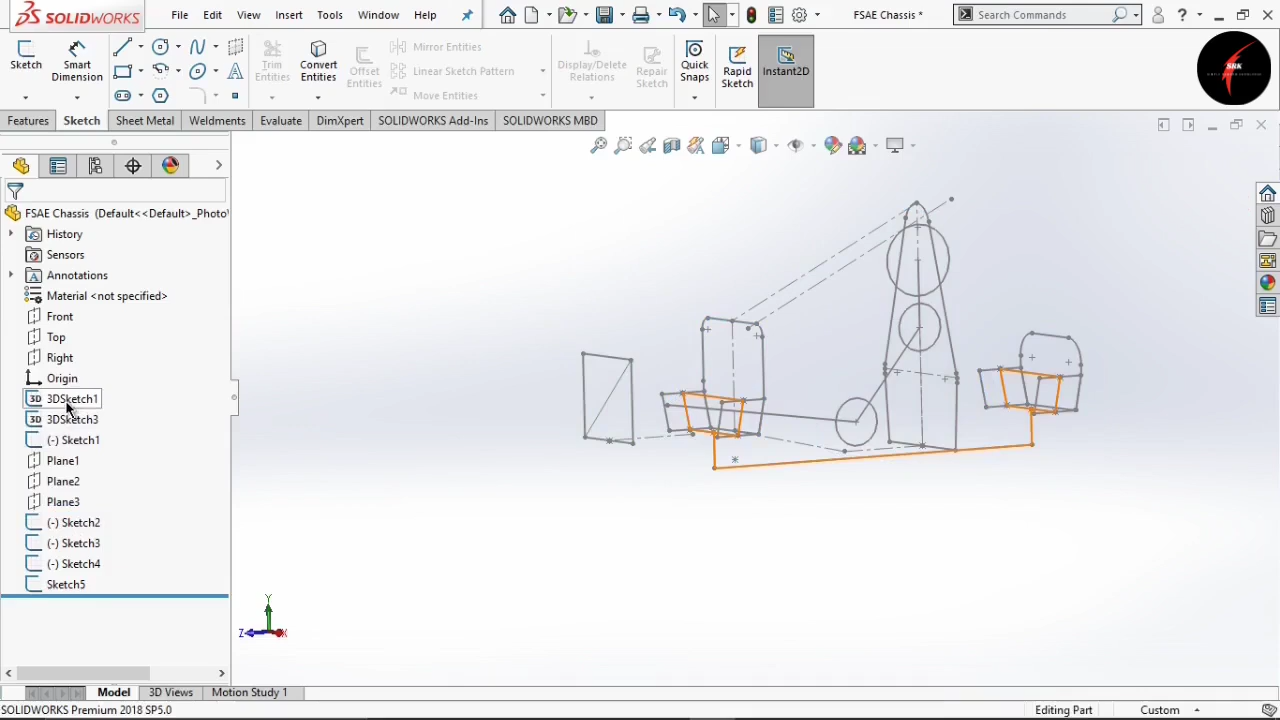 SOLIDWORKS
File Edit View Insert Tools Window Help
FSAE Chassis *
Search Commands
?
Sketch
Smart Dimension
Trim Entities
Convert Entities
Offset Entities
Mirror Entities
Linear Sketch Pattern
Move Entities
Display/Delete Relations
Repair Sketch
Quick Snaps
Rapid Sketch
Instant2D
SRK
Features Sketch Sheet Metal Weldments Evaluate DimXpert SOLIDWORKS Add-Ins SOLIDWORKS MBD
FSAE Chassis (Default<<Default>_Photo
History
Sensors
Annotations
Material <not specified>
Front
Top
Right
Origin
3D 3DSketch1
3D 3DSketch3
(-) Sketch1
Plane1
Plane2
Plane3
(-) Sketch2
(-) Sketch3
(-) Sketch4
Sketch5
Y
Z X
Model 3D Views Motion Study 1
SOLIDWORKS Premium 2018 SP5.0
Editing Part
Custom